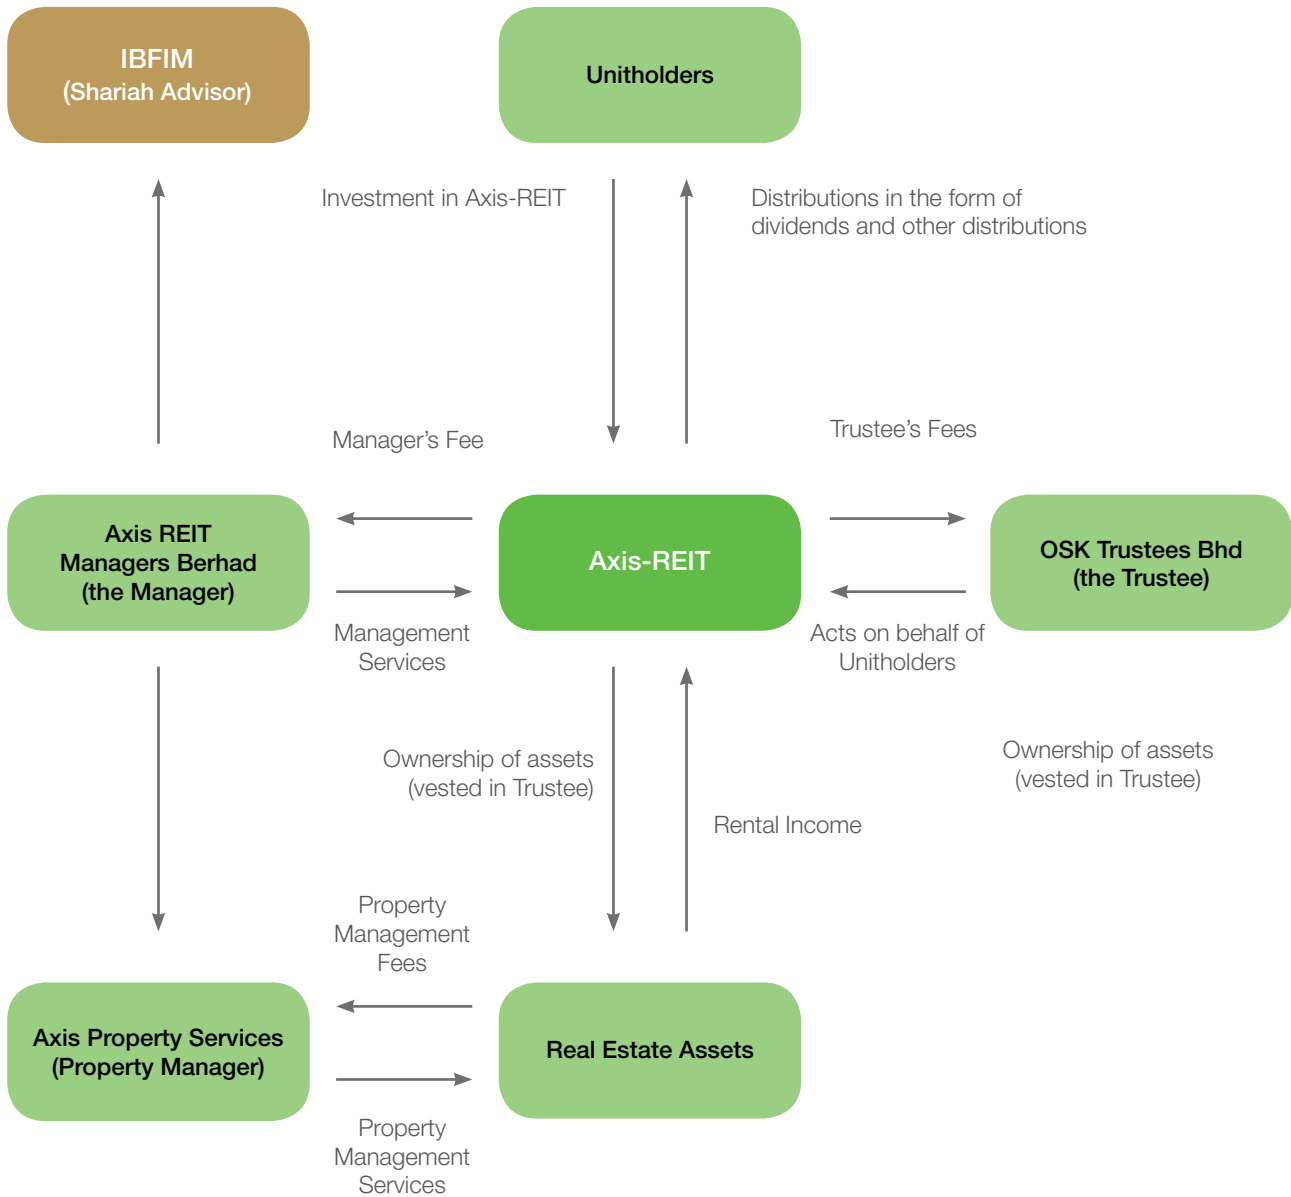 IBFIM
(Shariah Advisor)
Unitholders
Investment in Axis-REIT
Distributions in the form of
dividends and other distributions
Manager’s Fee
Trustee’s Fees
Axis REIT
Managers Berhad
(the Manager)
Axis-REIT
OSK Trustees Bhd
(the Trustee)
Management
Services
Acts on behalf of
Unitholders
Ownership of assets
(vested in Trustee)
Ownership of assets
(vested in Trustee)
Rental Income
Property
Management
Fees
Axis Property Services
(Property Manager)
Real Estate Assets
Property
Management
Services